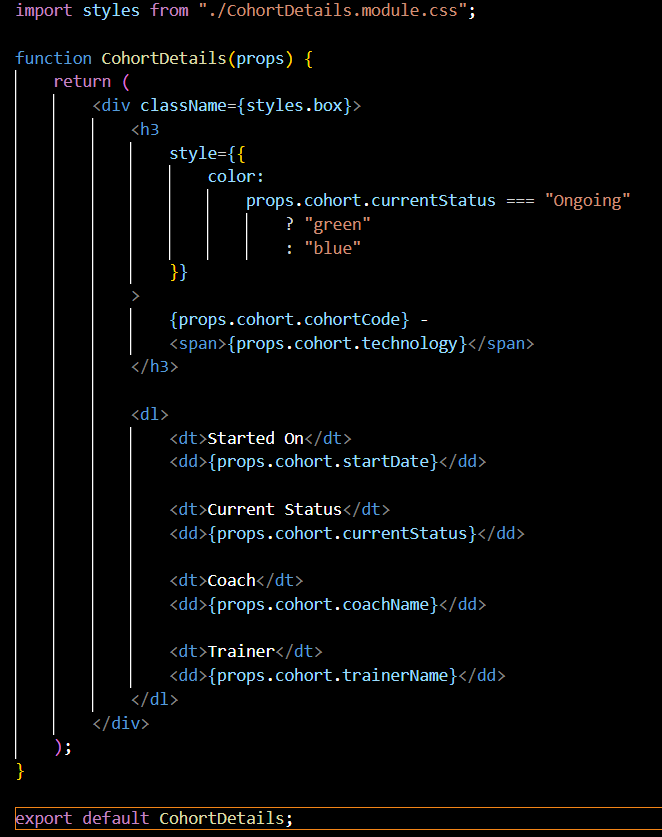 import styles from "./CohortDetails.module.css";

function CohortDetails(props) {
    return (
        <div className={styles.box}>
            <h3
                style={{
                    color:
                        props.cohort.currentStatus === "Ongoing"
                            ? "green"
                            : "blue"
                }}
            >
                {props.cohort.cohortCode} -
                <span>{props.cohort.technology}</span>
            </h3>

            <dl>
                <dt>Started On</dt>
                <dd>{props.cohort.startDate}</dd>

                <dt>Current Status</dt>
                <dd>{props.cohort.currentStatus}</dd>

                <dt>Coach</dt>
                <dd>{props.cohort.coachName}</dd>

                <dt>Trainer</dt>
                <dd>{props.cohort.trainerName}</dd>
            </dl>
        </div>
    );
}

export default CohortDetails;